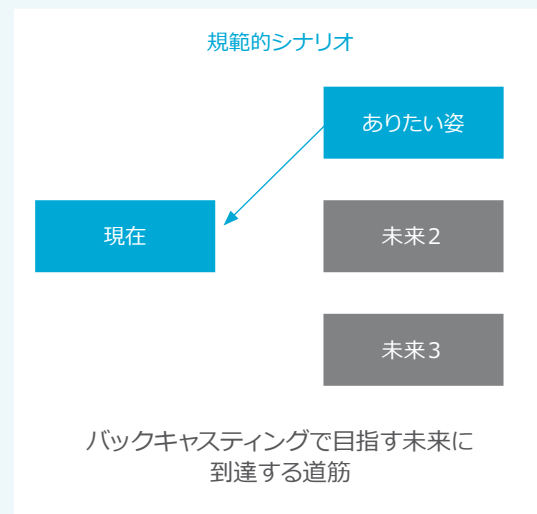 規範的シナリオ
ありたい姿
現在
未来2
未来3
バックキャスティングで目指す未来に
到達する道筋